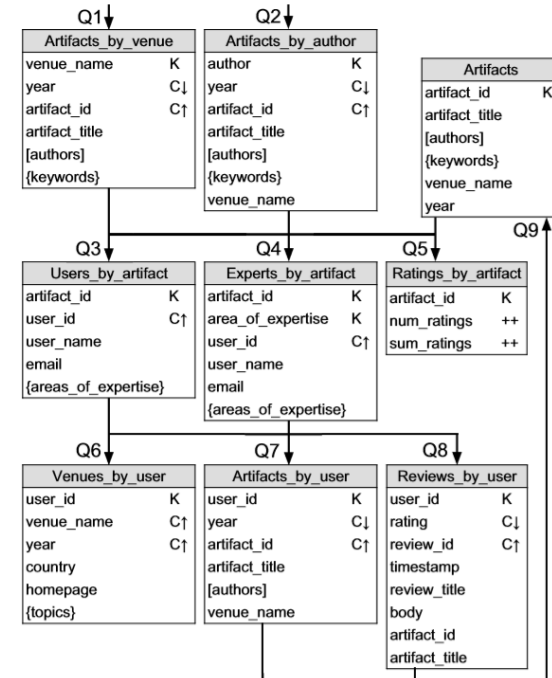 Q1
Q2
Artifacts_by_venue
venue_name K
year C↓
artifact_id C↑
artifact_title
[authors]
{keywords}
Artifacts_by_author
author K
year C↓
artifact_id C↑
artifact_title
[authors]
{keywords}
venue_name
Artifacts
artifact_id K
artifact_title
[authors]
{keywords}
venue_name
year
Q9
Q3
Q4
Q5
Users_by_artifact
artifact_id K
user_id C↑
user_name
email
{areas_of_expertise}
Experts_by_artifact
artifact_id K
area_of_expertise K
user_id C↑
user_name
email
{areas_of_expertise}
Ratings_by_artifact
artifact_id K
num_ratings ++
sum_ratings ++
Q6
Q7
Q8
Venues_by_user
user_id K
venue_name C↑
year C↑
country
homepage
{topics}
Artifacts_by_user
user_id K
year C↓
artifact_id C↑
artifact_title
[authors]
venue_name
Reviews_by_user
user_id K
rating C↓
review_id C↑
timestamp
review_title
body
artifact_id
artifact_title